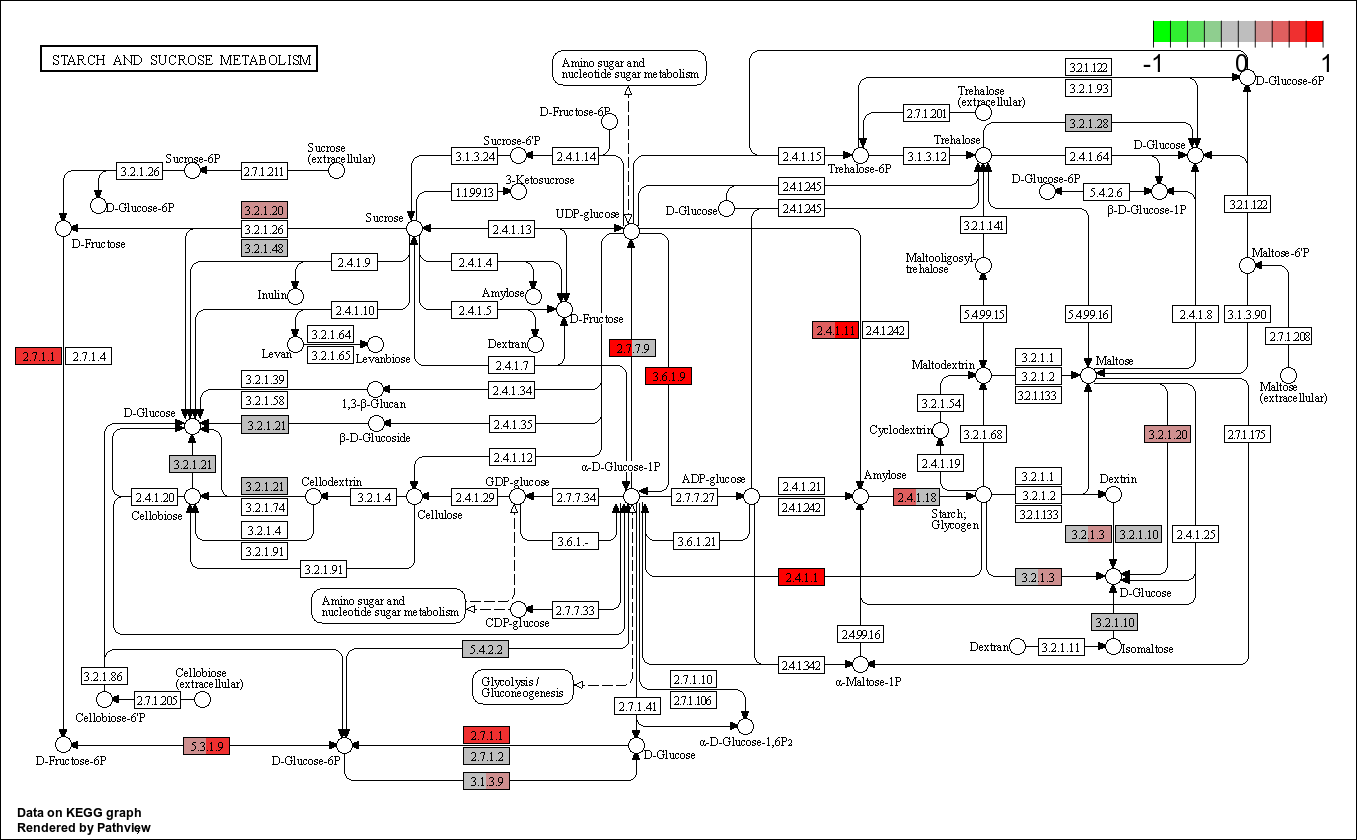 STARCH AND SUCROSE METABOLISM
-1
0
1
Amino sugar and
nucleotide sugar metabolism
D-Fructose-6P
3.2.1.122
3.2.1.93
D-Glucose-6P
Trehalose
(extracellular)
2.7.1.201
3.2.1.28
Sucrose-6'P
3.1.3.24
2.4.1.14
Sucrose
(extracellular)
Sucrose-6P
3.2.1.26
2.7.1.211
2.4.1.15
Trehalose-6P
3.1.3.12
Trehalose
2.4.1.64
D-Glucose
3-Ketosucrose
1.1.99.13
2.4.1.245
D-Glucose
2.4.1.245
D-Glucose-6P
5.4.2.6
β-D-Glucose-1P
3.2.1.122
D-Glucose-6P
3.2.1.20
3.2.1.26
3.2.1.48
D-Fructose
Sucrose
2.4.1.13
UDP-glucose
3.2.1.141
Maltose-6'P
2.4.1.9
2.4.1.4
Maltooligosyl-
trehalose
Inulin
Amylose
2.4.1.10
2.4.1.5
D-Fructose
5.4.99.15
5.4.99.16
2.4.1.8
3.1.3.90
2.4.1.11
2.4.1.242
2.7.1.208
3.2.1.64
3.2.1.65
Levan
Levanbiose
Dextran
2.7.1.1
2.7.1.4
2.7.7.9
2.4.1.7
3.6.1.9
Maltodextrin
3.2.1.1
3.2.1.2
3.2.1.133
Maltose
Maltose
(extracellular)
3.2.1.39
3.2.1.58
1,3-β-Glucan
2.4.1.34
3.2.1.54
D-Glucose
3.2.1.21
β-D-Glucoside
2.4.1.35
Cyclodextrin
3.2.1.68
3.2.1.20
2.7.1.175
3.2.1.21
2.4.1.12
α-D-Glucose-1P
2.4.1.19
2.4.1.20
Cellobiose
3.2.1.21
3.2.1.74
3.2.1.4
3.2.1.91
Cellodextrin
3.2.1.4
Cellulose
2.4.1.29
GDP-glucose
2.7.7.34
2.7.7.27
ADP-glucose
2.4.1.21
2.4.1.242
Amylose
2.4.1.18
Starch;
Glycogen
3.2.1.1
3.2.1.2
3.2.1.133
Dextrin
3.6.1.-
3.6.1.21
3.2.1.3
3.2.1.10
2.4.1.25
3.2.1.91
2.4.1.1
3.2.1.3
D-Glucose
Amino sugar and
nucleotide sugar metabolism
CDP-glucose
2.7.7.33
3.2.1.10
2.4.99.16
Dextran
3.2.1.11
Isomaltose
5.4.2.2
2.4.1.342
α-Maltose-1P
3.2.1.86
Cellobiose
(extracellular)
2.7.1.205
Cellobiose-6'P
Glycolysis /
Gluconeogenesis
2.7.1.10
2.7.1.106
2.7.1.41
α-D-Glucose-1,6P2
D-Fructose-6P
5.3.1.9
D-Glucose-6P
2.7.1.1
2.7.1.2
3.1.3.9
D-Glucose
Data on KEGG graph
Rendered by Pathview